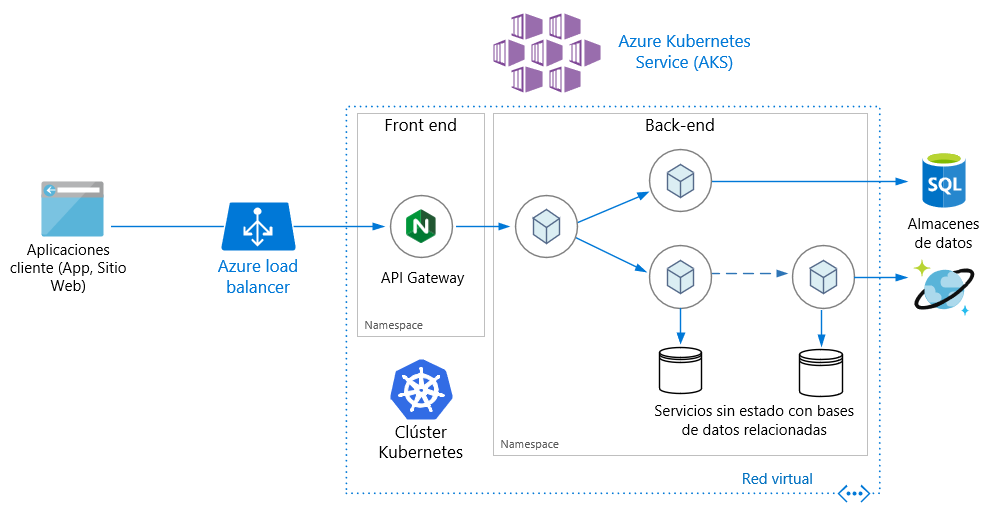 Azure Kubernetes
Service (AKS)
Front end
Back-end
SQL
Almacenes
de datos
Aplicaciones
cliente (App, Sitio
Web)
Azure load
balancer
N
API Gateway
Namespace
Clúster
Kubernetes
Servicios sin estado con bases
de datos relacionadas
Namespace
Red virtual